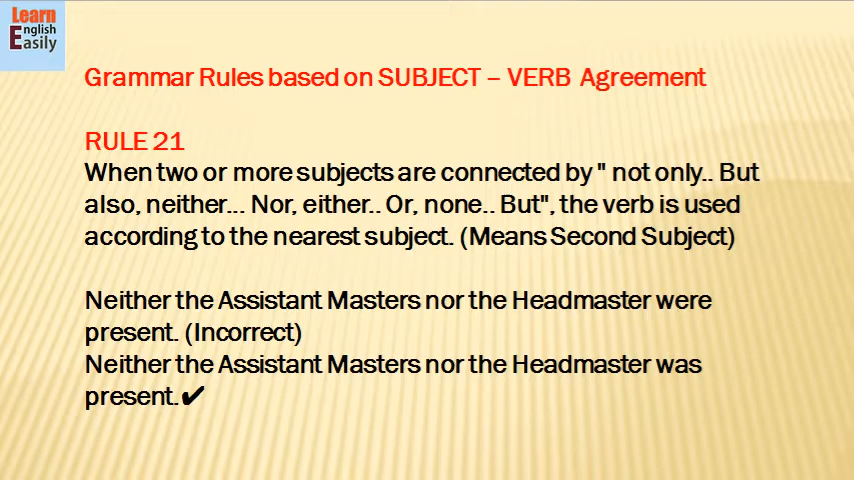 Learn
English
Easily
Grammar Rules based on SUBJECT – VERB Agreement
RULE 21
When two or more subjects are connected by " not only.. But
also, neither... Nor, either.. Or, none.. But", the verb is used
according to the nearest subject. (Means Second Subject)
Neither the Assistant Masters nor the Headmaster were
present. (Incorrect)
Neither the Assistant Masters nor the Headmaster was
present.✔